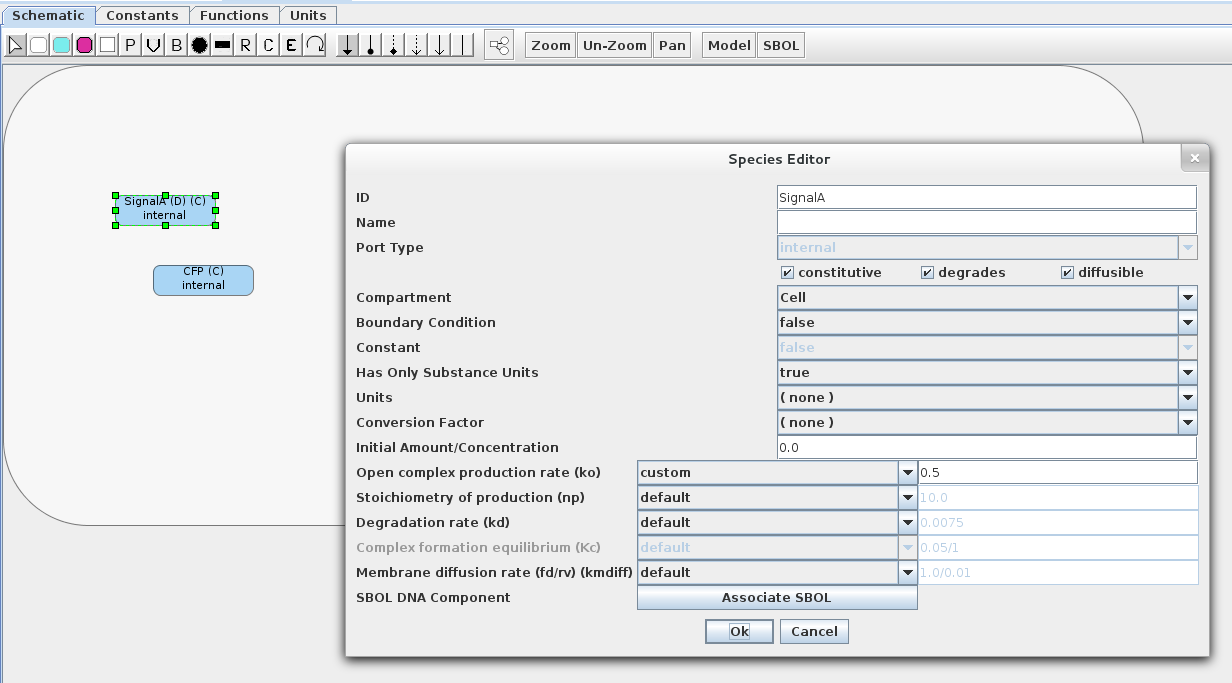 Schematic Constants Functions Units
P V B R C E Zoom Un-Zoom Pan Model SBOL
Species Editor
SignalA (D) (C)
internal
CFP (C)
internal
ID SignalA
Name
Port Type internal
constitutive degrades diffusible
Compartment Cell
Boundary Condition false
Constant false
Has Only Substance Units true
Units ( none )
Conversion Factor ( none )
Initial Amount/Concentration 0.0
Open complex production rate (ko) custom 0.5
Stoichiometry of production (np) default 10.0
Degradation rate (kd) default 0.0075
Complex formation equilibrium (Kc) default 0.05/1
Membrane diffusion rate (fd/rv) (kmdiff) default 1.0/0.01
SBOL DNA Component Associate SBOL
Ok Cancel